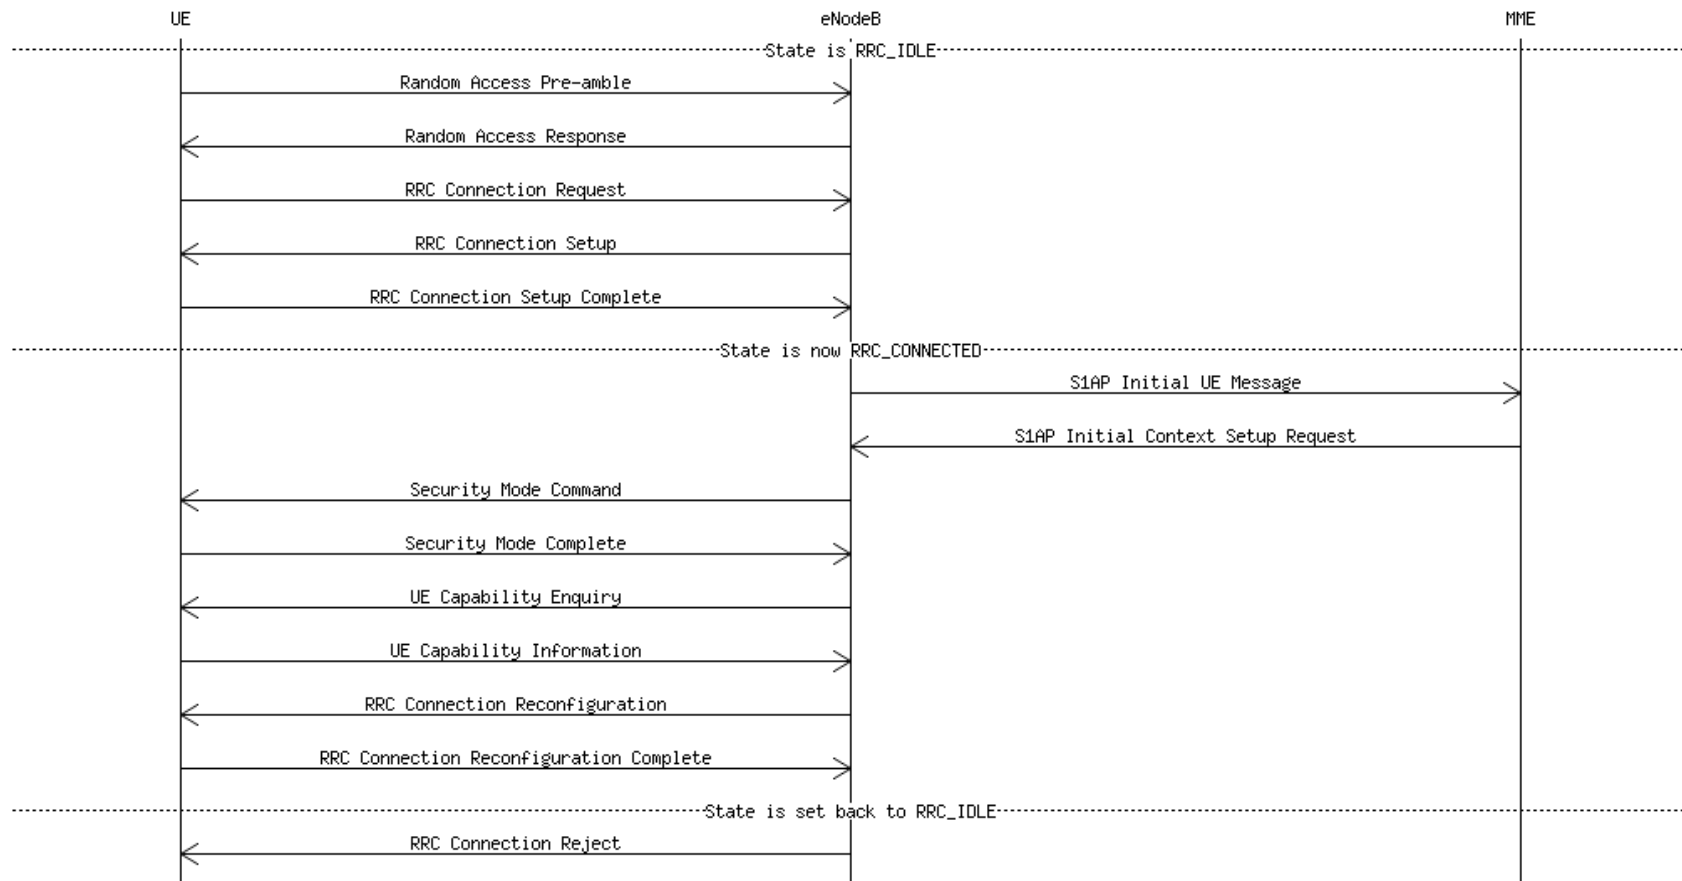 UE eNodeB MME
State is RRC_IDLE
Random Access Pre-amble
Random Access Response
RRC Connection Request
RRC Connection Setup
RRC Connection Setup Complete
State is now RRC_CONNECTED
S1AP Initial UE Message
S1AP Initial Context Setup Request
Security Mode Command
Security Mode Complete
UE Capability Enquiry
UE Capability Information
RRC Connection Reconfiguration
RRC Connection Reconfiguration Complete
State is set back to RRC_IDLE
RRC Connection Reject